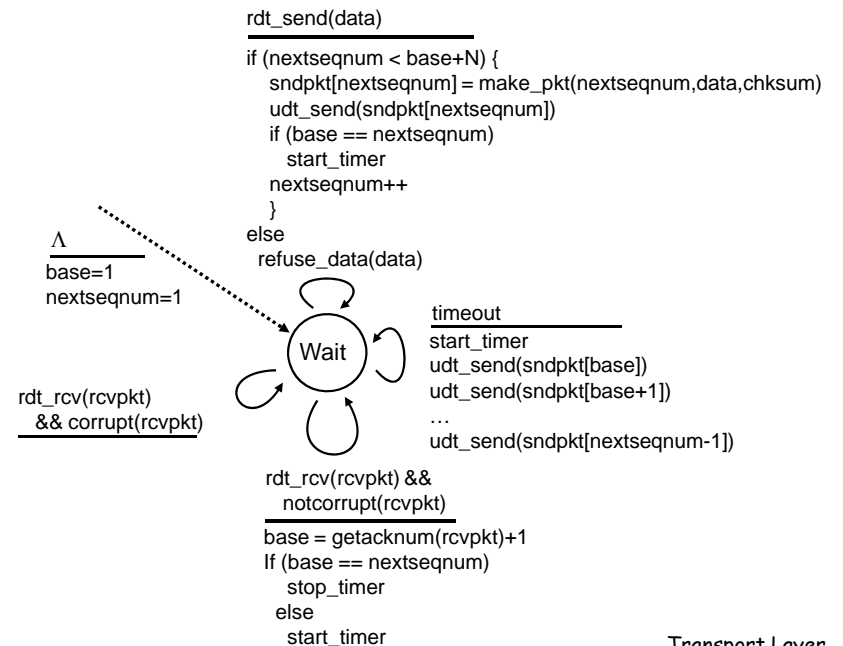 rdt_send(data)
if (nextseqnum < base+N) {
sndpkt[nextseqnum] = make_pkt(nextseqnum,data,chksum)
udt_send(sndpkt[nextseqnum])
if (base == nextseqnum)
start_timer
nextseqnum++
}
else
refuse_data(data)
Λ
base=1
nextseqnum=1
Wait
timeout
start_timer
udt_send(sndpkt[base])
udt_send(sndpkt[base+1])
…
udt_send(sndpkt[nextseqnum-1])
rdt_rcv(rcvpkt)
&& corrupt(rcvpkt)
rdt_rcv(rcvpkt) &&
notcorrupt(rcvpkt)
base = getacknum(rcvpkt)+1
If (base == nextseqnum)
stop_timer
else
start_timer
Transport Layer